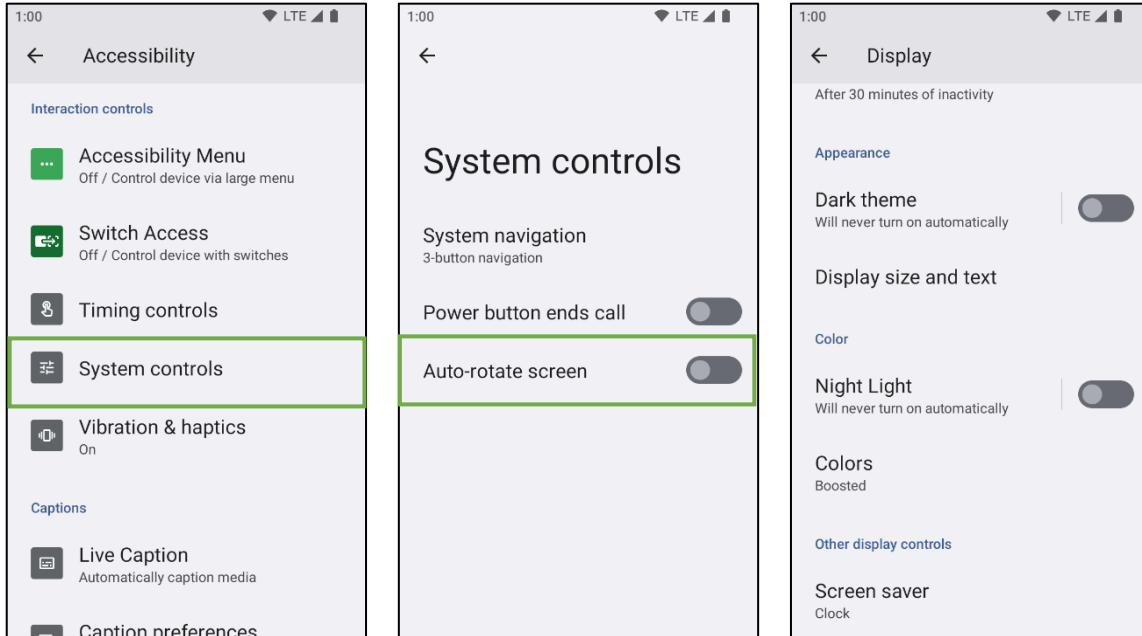 1:00 LTE
Accessibility
Interaction controls
Accessibility Menu
Off / Control device via large menu
Switch Access
Off / Control device with switches
Timing controls
System controls
Vibration & haptics
On
Captions
Live Caption
Automatically caption media
Caption preferences
1:00 LTE
System controls
System navigation
3-button navigation
Power button ends call
Auto-rotate screen
1:00 LTE
Display
After 30 minutes of inactivity
Appearance
Dark theme
Will never turn on automatically
Display size and text
Color
Night Light
Will never turn on automatically
Colors
Boosted
Other display controls
Screen saver
Clock